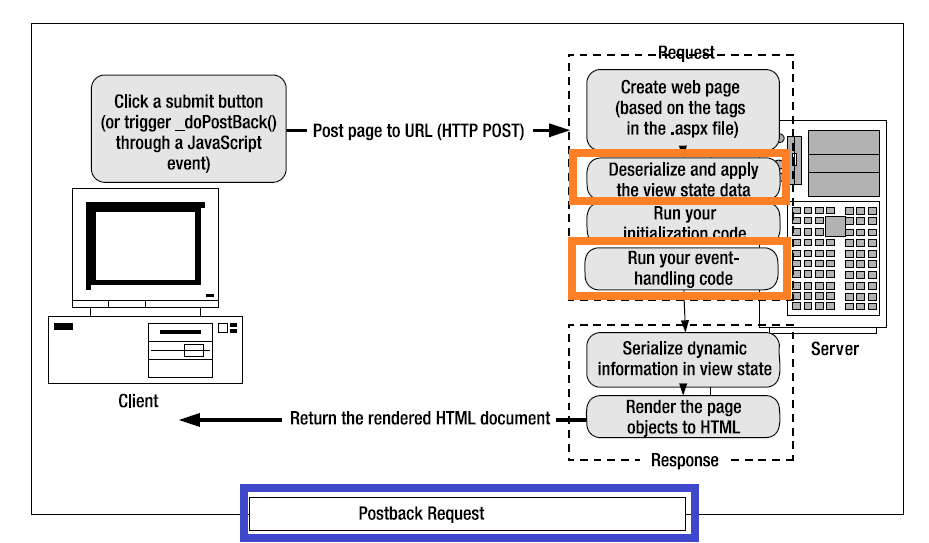 Request
Click a submit button
(or trigger _doPostBack()
through a JavaScript
event)
Post page to URL (HTTP POST)
Create web page
(based on the tags
in the .aspx file)
Deserialize and apply
the view state data
Run your
initialization code
Run your event-
handling code
Server
Serialize dynamic
information in view state
Client
Return the rendered HTML document
Render the page
objects to HTML
Response
Postback Request